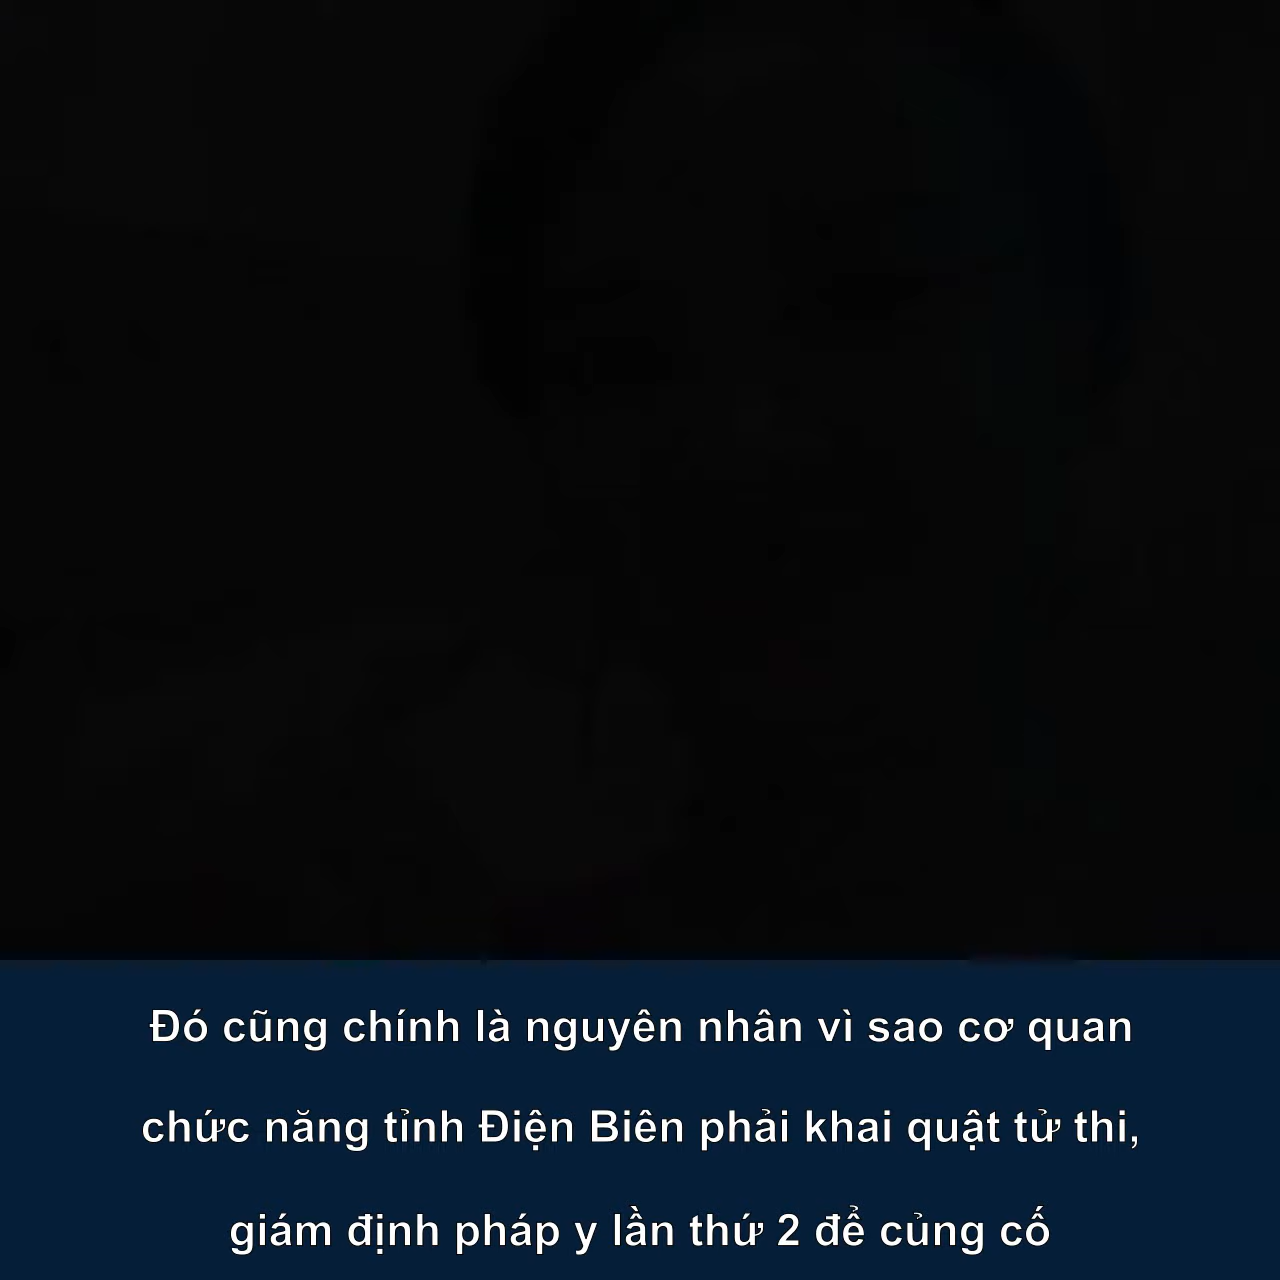 Đó cũng chính là nguyên nhân vì sao cơ quan
chức năng tỉnh Điện Biên phải khai quật tử thi,
giám định pháp y lần thứ 2 để củng cố